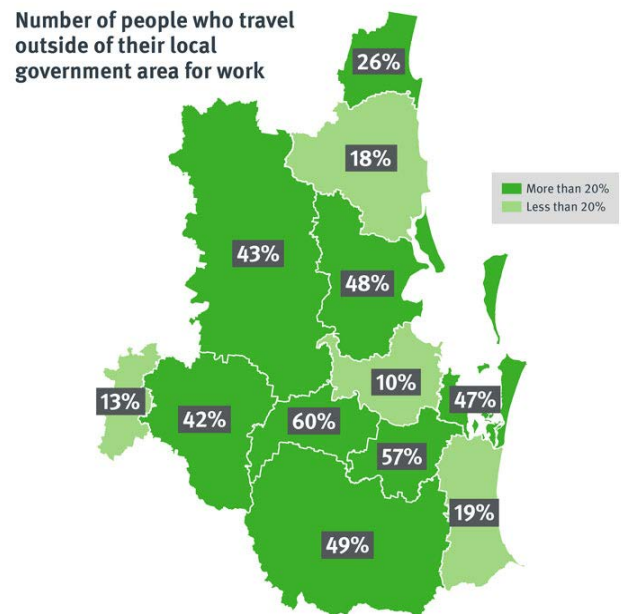 Number of people who travel
outside of their local
government area for work
26%
18%
More than 20%
Less than 20%
43%
48%
10%
13%
42%
60%
47%
57%
19%
49%